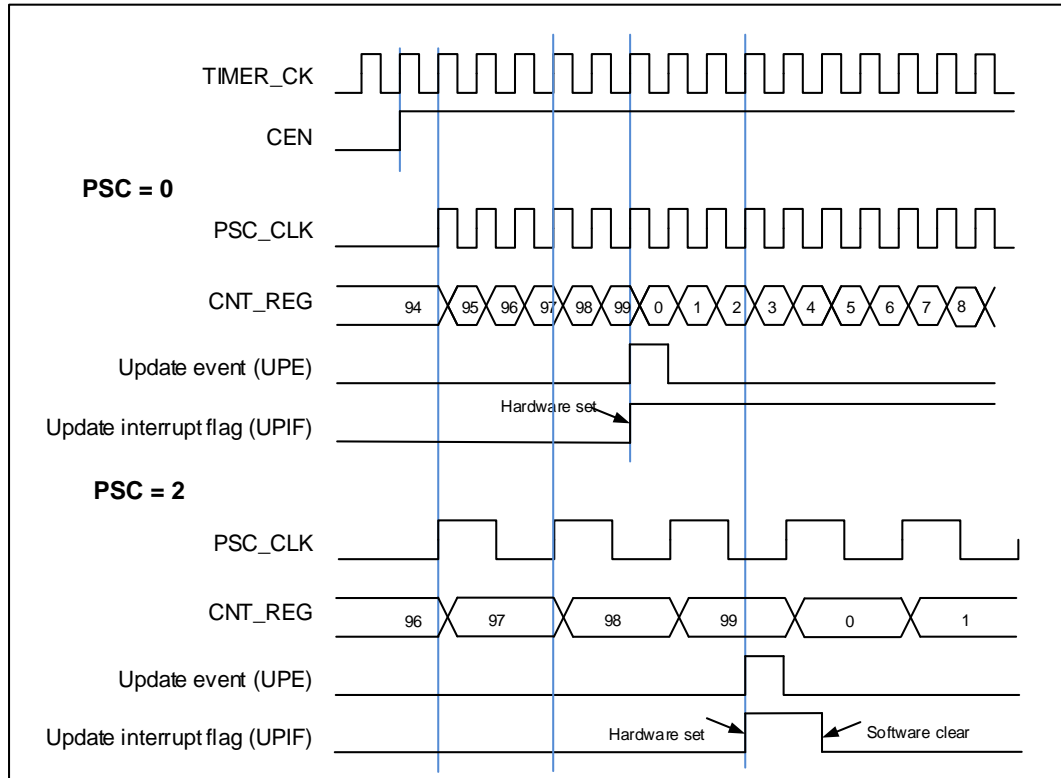 TIMER_CK
CEN
PSC = 0
PSC_CLK
CNT_REG 94 95 96 97 98 99 0 1 2 3 4 5 6 7 8
Update event (UPE)
Hardware set
Update interrupt flag (UPIF)
PSC = 2
PSC_CLK
CNT_REG 96 97 98 99 0 1
Update event (UPE)
Update interrupt flag (UPIF) Hardware set Software clear